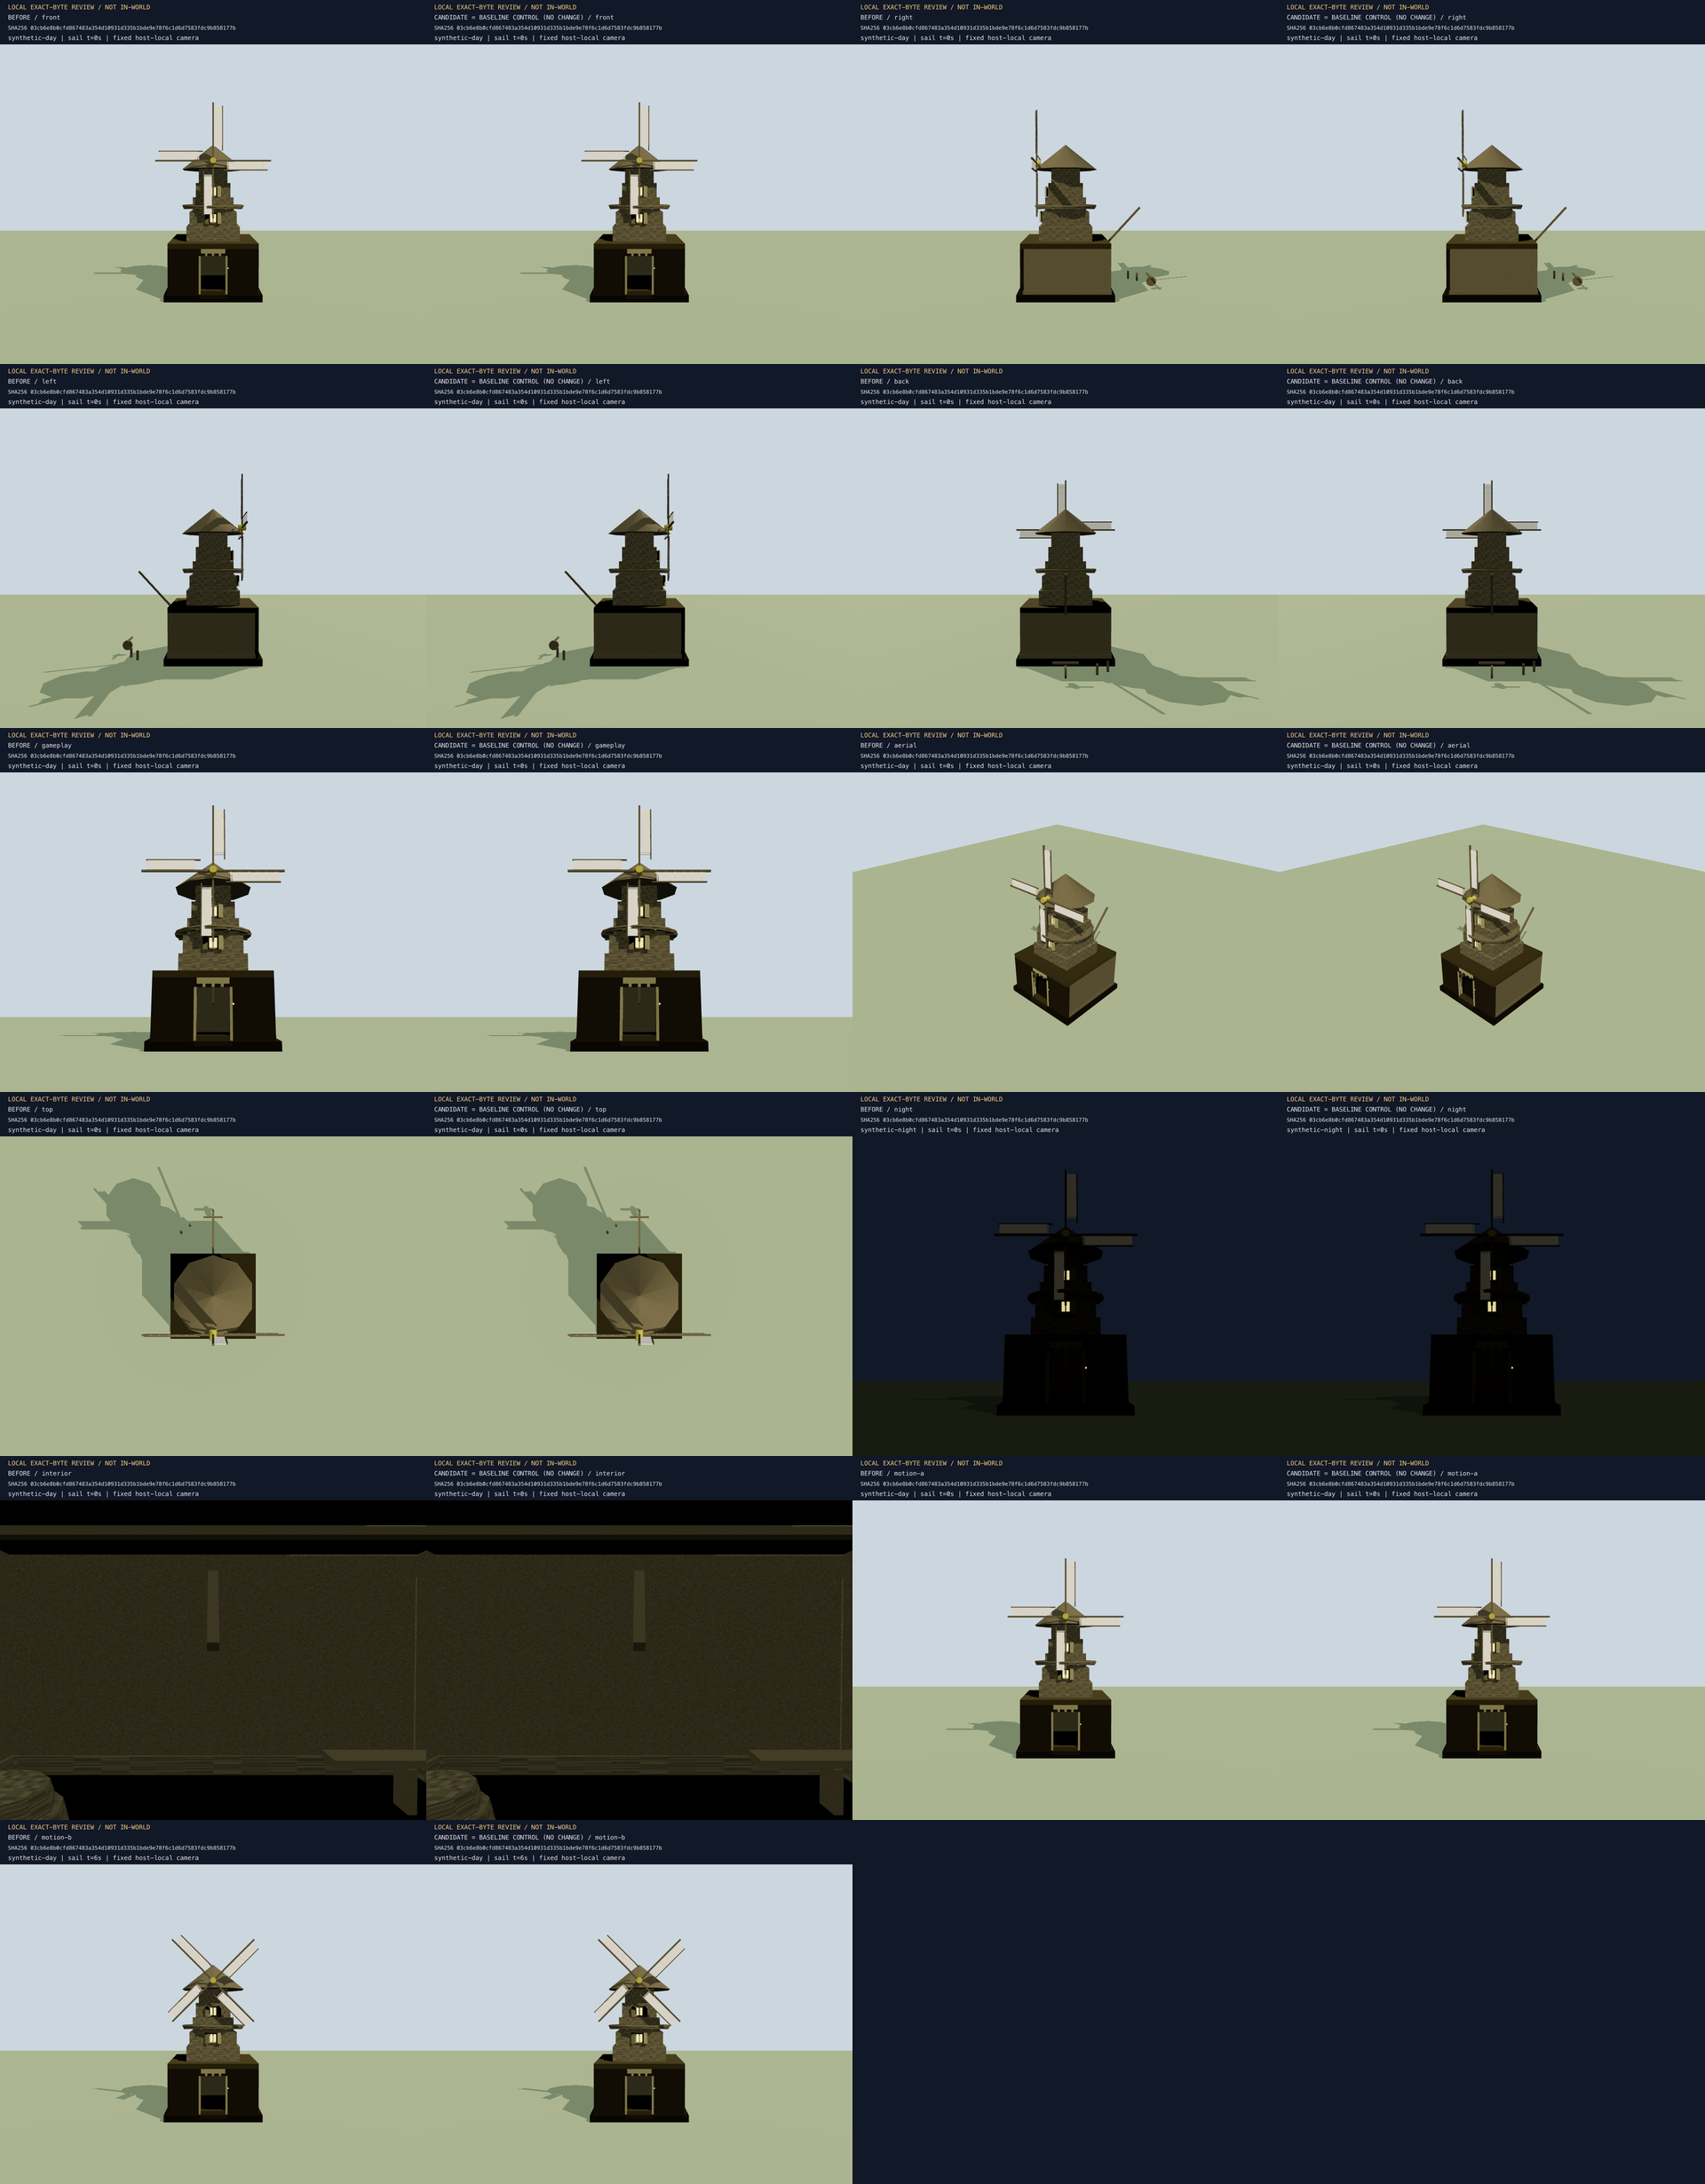 LOCAL EXACT-BYTE REVIEW / NOT IN-WORLD
BEFORE / front
SHA256 03cb6e8b0cfd867483a354d10931d335b1bde9e78f6c1d6d7583fdc9b858177b
synthetic-day | sail t=0s | fixed host-local camera
LOCAL EXACT-BYTE REVIEW / NOT IN-WORLD
CANDIDATE = BASELINE CONTROL (NO CHANGE) / front
SHA256 03cb6e8b0cfd867483a354d10931d335b1bde9e78f6c1d6d7583fdc9b858177b
synthetic-day | sail t=0s | fixed host-local camera
LOCAL EXACT-BYTE REVIEW / NOT IN-WORLD
BEFORE / right
SHA256 03cb6e8b0cfd867483a354d10931d335b1bde9e78f6c1d6d7583fdc9b858177b
synthetic-day | sail t=0s | fixed host-local camera
LOCAL EXACT-BYTE REVIEW / NOT IN-WORLD
CANDIDATE = BASELINE CONTROL (NO CHANGE) / right
SHA256 03cb6e8b0cfd867483a354d10931d335b1bde9e78f6c1d6d7583fdc9b858177b
synthetic-day | sail t=0s | fixed host-local camera
LOCAL EXACT-BYTE REVIEW / NOT IN-WORLD
BEFORE / left
SHA256 03cb6e8b0cfd867483a354d10931d335b1bde9e78f6c1d6d7583fdc9b858177b
synthetic-day | sail t=0s | fixed host-local camera
LOCAL EXACT-BYTE REVIEW / NOT IN-WORLD
CANDIDATE = BASELINE CONTROL (NO CHANGE) / left
SHA256 03cb6e8b0cfd867483a354d10931d335b1bde9e78f6c1d6d7583fdc9b858177b
synthetic-day | sail t=0s | fixed host-local camera
LOCAL EXACT-BYTE REVIEW / NOT IN-WORLD
BEFORE / back
SHA256 03cb6e8b0cfd867483a354d10931d335b1bde9e78f6c1d6d7583fdc9b858177b
synthetic-day | sail t=0s | fixed host-local camera
LOCAL EXACT-BYTE REVIEW / NOT IN-WORLD
CANDIDATE = BASELINE CONTROL (NO CHANGE) / back
SHA256 03cb6e8b0cfd867483a354d10931d335b1bde9e78f6c1d6d7583fdc9b858177b
synthetic-day | sail t=0s | fixed host-local camera
LOCAL EXACT-BYTE REVIEW / NOT IN-WORLD
BEFORE / gameplay
SHA256 03cb6e8b0cfd867483a354d10931d335b1bde9e78f6c1d6d7583fdc9b858177b
synthetic-day | sail t=0s | fixed host-local camera
LOCAL EXACT-BYTE REVIEW / NOT IN-WORLD
CANDIDATE = BASELINE CONTROL (NO CHANGE) / gameplay
SHA256 03cb6e8b0cfd867483a354d10931d335b1bde9e78f6c1d6d7583fdc9b858177b
synthetic-day | sail t=0s | fixed host-local camera
LOCAL EXACT-BYTE REVIEW / NOT IN-WORLD
BEFORE / aerial
SHA256 03cb6e8b0cfd867483a354d10931d335b1bde9e78f6c1d6d7583fdc9b858177b
synthetic-day | sail t=0s | fixed host-local camera
LOCAL EXACT-BYTE REVIEW / NOT IN-WORLD
CANDIDATE = BASELINE CONTROL (NO CHANGE) / aerial
SHA256 03cb6e8b0cfd867483a354d10931d335b1bde9e78f6c1d6d7583fdc9b858177b
synthetic-day | sail t=0s | fixed host-local camera
LOCAL EXACT-BYTE REVIEW / NOT IN-WORLD
BEFORE / top
SHA256 03cb6e8b0cfd867483a354d10931d335b1bde9e78f6c1d6d7583fdc9b858177b
synthetic-day | sail t=0s | fixed host-local camera
LOCAL EXACT-BYTE REVIEW / NOT IN-WORLD
CANDIDATE = BASELINE CONTROL (NO CHANGE) / top
SHA256 03cb6e8b0cfd867483a354d10931d335b1bde9e78f6c1d6d7583fdc9b858177b
synthetic-day | sail t=0s | fixed host-local camera
LOCAL EXACT-BYTE REVIEW / NOT IN-WORLD
BEFORE / night
SHA256 03cb6e8b0cfd867483a354d10931d335b1bde9e78f6c1d6d7583fdc9b858177b
synthetic-night | sail t=0s | fixed host-local camera
LOCAL EXACT-BYTE REVIEW / NOT IN-WORLD
CANDIDATE = BASELINE CONTROL (NO CHANGE) / night
SHA256 03cb6e8b0cfd867483a354d10931d335b1bde9e78f6c1d6d7583fdc9b858177b
synthetic-night | sail t=0s | fixed host-local camera
LOCAL EXACT-BYTE REVIEW / NOT IN-WORLD
BEFORE / interior
SHA256 03cb6e8b0cfd867483a354d10931d335b1bde9e78f6c1d6d7583fdc9b858177b
synthetic-day | sail t=0s | fixed host-local camera
LOCAL EXACT-BYTE REVIEW / NOT IN-WORLD
CANDIDATE = BASELINE CONTROL (NO CHANGE) / interior
SHA256 03cb6e8b0cfd867483a354d10931d335b1bde9e78f6c1d6d7583fdc9b858177b
synthetic-day | sail t=0s | fixed host-local camera
LOCAL EXACT-BYTE REVIEW / NOT IN-WORLD
BEFORE / motion-a
SHA256 03cb6e8b0cfd867483a354d10931d335b1bde9e78f6c1d6d7583fdc9b858177b
synthetic-day | sail t=0s | fixed host-local camera
LOCAL EXACT-BYTE REVIEW / NOT IN-WORLD
CANDIDATE = BASELINE CONTROL (NO CHANGE) / motion-a
SHA256 03cb6e8b0cfd867483a354d10931d335b1bde9e78f6c1d6d7583fdc9b858177b
synthetic-day | sail t=0s | fixed host-local camera
LOCAL EXACT-BYTE REVIEW / NOT IN-WORLD
BEFORE / motion-b
SHA256 03cb6e8b0cfd867483a354d10931d335b1bde9e78f6c1d6d7583fdc9b858177b
synthetic-day | sail t=6s | fixed host-local camera
LOCAL EXACT-BYTE REVIEW / NOT IN-WORLD
CANDIDATE = BASELINE CONTROL (NO CHANGE) / motion-b
SHA256 03cb6e8b0cfd867483a354d10931d335b1bde9e78f6c1d6d7583fdc9b858177b
synthetic-day | sail t=6s | fixed host-local camera